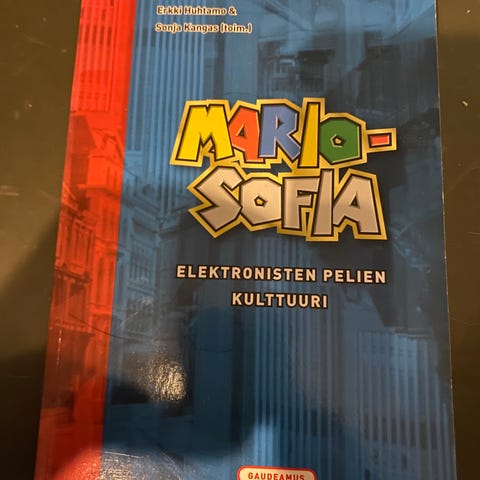 Erkki Huhtamo &
Sonja Kangas (toim.)
MARIO-
SOFIA
ELEKTRONISTEN PELIEN
KULTTUURI
GAUDEAMUS